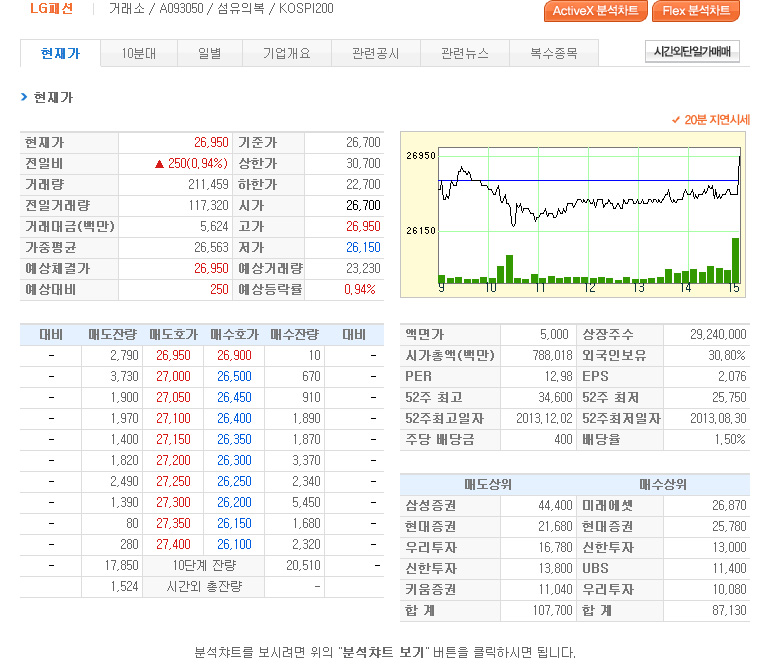 LG패션 거래소 / A093050 / 섬유의복 / KOSPI200 ActiveX 분석차트 Flex 분석차트
현재가 10분대 일별 기업개요 관련공시 관련뉴스 복수종목 시간외단일가매매
현재가
20분 지연시세
현재가 26,950 기준가 26,700
전일비 ▲ 250(0.94%) 상한가 30,700
거래량 211,459 하한가 22,700
전일거래량 117,320 시가 26,700
거래대금(백만) 5,624 고가 26,950
가중평균 26,563 저가 26,150
예상체결가 26,950 예상거래량 23,230
예상대비 250 예상등락률 0.94%
26950
26150
9 10 11 12 13 14 15
대비 매도잔량 매도호가 매수호가 매수잔량 대비
- 2,790 26,950 26,900 10 -
- 3,730 27,000 26,500 670 -
- 1,900 27,050 26,450 910 -
- 1,970 27,100 26,400 1,890 -
- 1,400 27,150 26,350 1,870 -
- 1,820 27,200 26,300 3,370 -
- 2,490 27,250 26,250 2,340 -
- 1,390 27,300 26,200 5,450 -
- 80 27,350 26,150 1,680 -
- 280 27,400 26,100 2,320 -
- 17,850 10단계 잔량 20,510 -
1,524 시간외 총잔량 -
액면가 5,000 상장주수 29,240,000
시가총액(백만) 788,018 외국인보유 30.80%
PER 12.98 EPS 2,076
52주 최고 34,600 52주 최저 25,750
52주최고일자 2013.12.02 52주최저일자 2013.08.30
주당 배당금 400 배당율 1.50%
매도상위 매수상위
삼성증권 44,400 미래에셋 26,870
현대증권 21,680 현대증권 25,780
우리투자 16,780 신한투자 13,000
신한투자 13,800 UBS 11,400
키움증권 11,040 우리투자 10,080
합 계 107,700 합 계 87,130
분석챠트를 보시려면 위의 "분석챠트 보기" 버튼을 클릭하시면 됩니다.